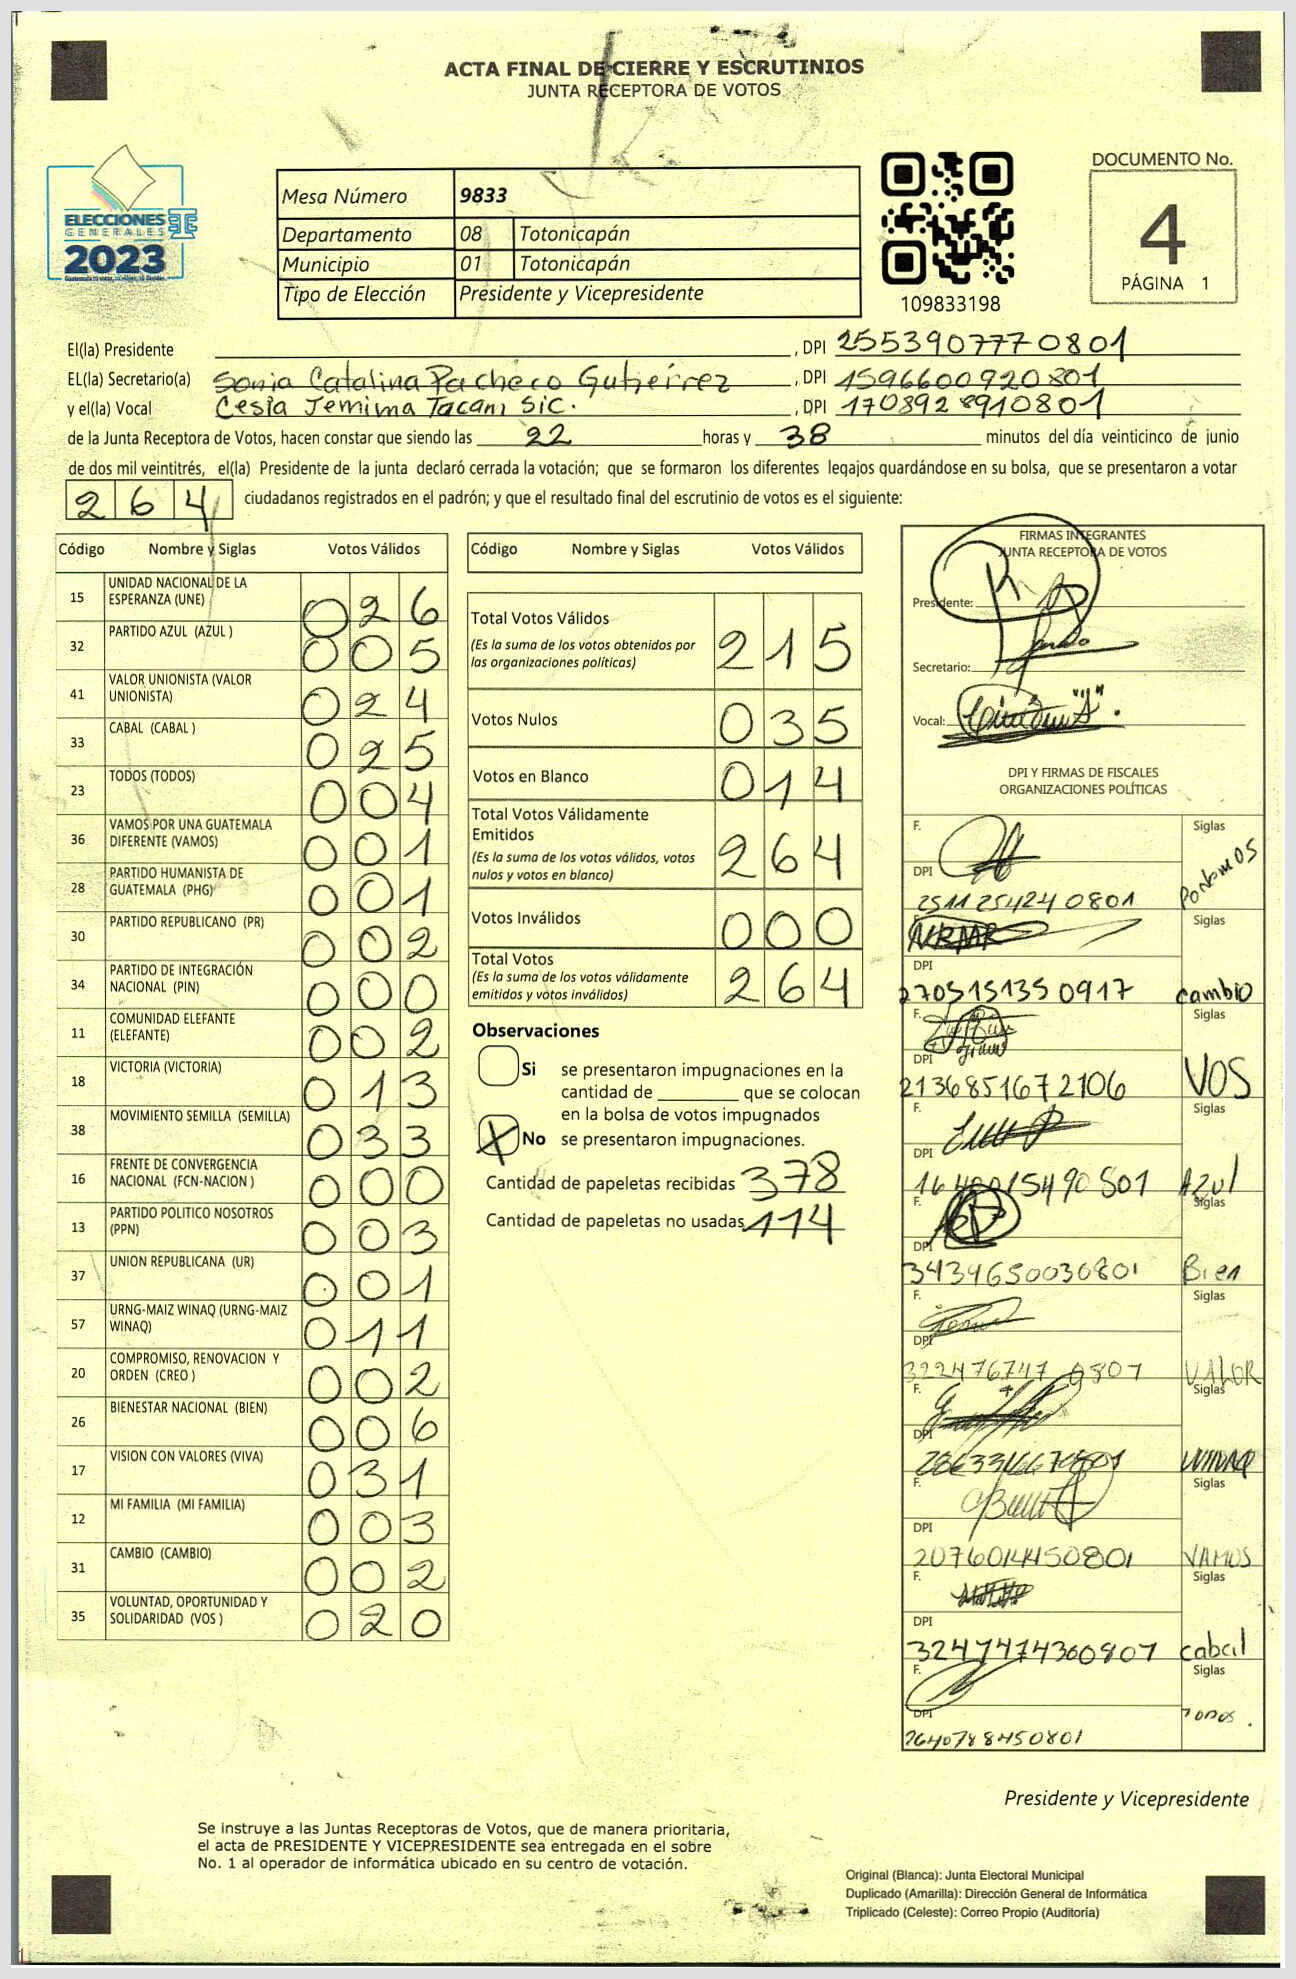 ACTA FINAL DE CIERRE Y ESCRUTINIOS
JUNTA RECEPTORA DE VOTOS
ELECCIONES
GENERALES
2023
Mesa Número 9833
Departamento 08 Totonicapán
Municipio 01 Totonicapán
Tipo de Elección Presidente y Vicepresidente
109833198
DOCUMENTO No.
4
PÁGINA 1
El(la) Presidente , DPI 2553907770801
EL(la) Secretario(a) Sonia Catalina Pacheco Gutierrez , DPI 1596600920801
y el(la) Vocal Cesia Jemima Tacam Sic. , DPI 1708928910801
de la Junta Receptora de Votos, hacen constar que siendo las 22 horas y 38 minutos del día veinticinco de junio
de dos mil veintitrés, el(la) Presidente de la junta declaró cerrada la votación; que se formaron los diferentes legajos guardándose en su bolsa, que se presentaron a votar
264 ciudadanos registrados en el padrón; y que el resultado final del escrutinio de votos es el siguiente:
Código Nombre y Siglas Votos Válidos
15 UNIDAD NACIONAL DE LA ESPERANZA (UNE) 026
32 PARTIDO AZUL (AZUL ) 005
41 VALOR UNIONISTA (VALOR UNIONISTA) 024
33 CABAL (CABAL ) 025
23 TODOS (TODOS) 004
36 VAMOS POR UNA GUATEMALA DIFERENTE (VAMOS) 001
28 PARTIDO HUMANISTA DE GUATEMALA (PHG) 001
30 PARTIDO REPUBLICANO (PR) 002
34 PARTIDO DE INTEGRACIÓN NACIONAL (PIN) 000
11 COMUNIDAD ELEFANTE (ELEFANTE) 002
18 VICTORIA (VICTORIA) 013
38 MOVIMIENTO SEMILLA (SEMILLA) 033
16 FRENTE DE CONVERGENCIA NACIONAL (FCN-NACION ) 000
13 PARTIDO POLITICO NOSOTROS (PPN) 003
37 UNION REPUBLICANA (UR) 001
57 URNG-MAIZ WINAQ (URNG-MAIZ WINAQ) 011
20 COMPROMISO, RENOVACION Y ORDEN (CREO ) 002
26 BIENESTAR NACIONAL (BIEN) 006
17 VISION CON VALORES (VIVA) 031
12 MI FAMILIA (MI FAMILIA) 003
31 CAMBIO (CAMBIO) 002
35 VOLUNTAD, OPORTUNIDAD Y SOLIDARIDAD (VOS ) 020
Código Nombre y Siglas Votos Válidos
Total Votos Válidos 215
(Es la suma de los votos obtenidos por
las organizaciones políticas)
Votos Nulos 035
Votos en Blanco 014
Total Votos Válidamente
Emitidos 264
(Es la suma de los votos válidos, votos
nulos y votos en blanco)
Votos Inválidos 000
Total Votos 264
(Es la suma de los votos válidamente
emitidos y votos inválidos)
Observaciones
Si se presentaron impugnaciones en la
cantidad de ________ que se colocan
en la bolsa de votos impugnados
X No se presentaron impugnaciones.
Cantidad de papeletas recibidas 378
Cantidad de papeletas no usadas 114
FIRMAS INTEGRANTES
JUNTA RECEPTORA DE VOTOS
Presidente:
Secretario:
Vocal:
DPI Y FIRMAS DE FISCALES
ORGANIZACIONES POLÍTICAS
F. Siglas
DPI
2511254240801
F. Siglas
DPI
2705151350917 cambio
F. Siglas
DPI
2136851672106 VOS
F. Siglas
DPI
Azul
F. Siglas
DPI
3439650030801 Bien
F. Siglas
DPI
322476747 0807 VALOR
F. Siglas
DPI
WINAQ
F. Siglas
DPI
2076014450801 VAMOS
F. Siglas
DPI
3247474360807 cabal
F. Siglas
DPI
2640788450801 Todos.
Presidente y Vicepresidente
Se instruye a las Juntas Receptoras de Votos, que de manera prioritaria,
el acta de PRESIDENTE Y VICEPRESIDENTE sea entregada en el sobre
No. 1 al operador de informática ubicado en su centro de votación.
Original (Blanca): Junta Electoral Municipal
Duplicado (Amarilla): Dirección General de Informática
Triplicado (Celeste): Correo Propio (Auditoría)